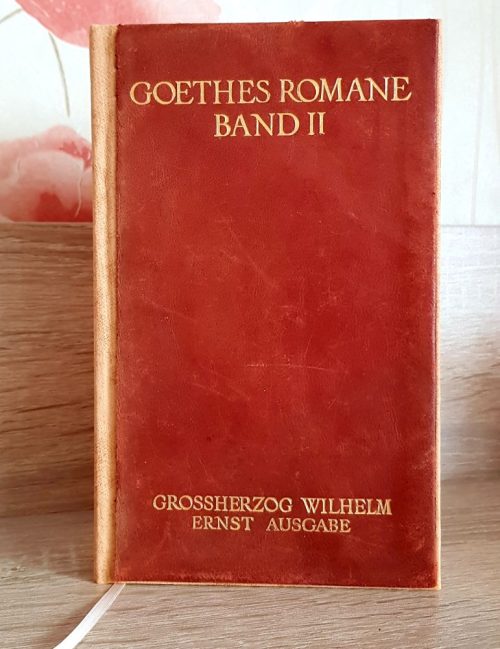 GOETHES ROMANE
BAND II
GROSSHERZOG WILHELM
ERNST AUSGABE